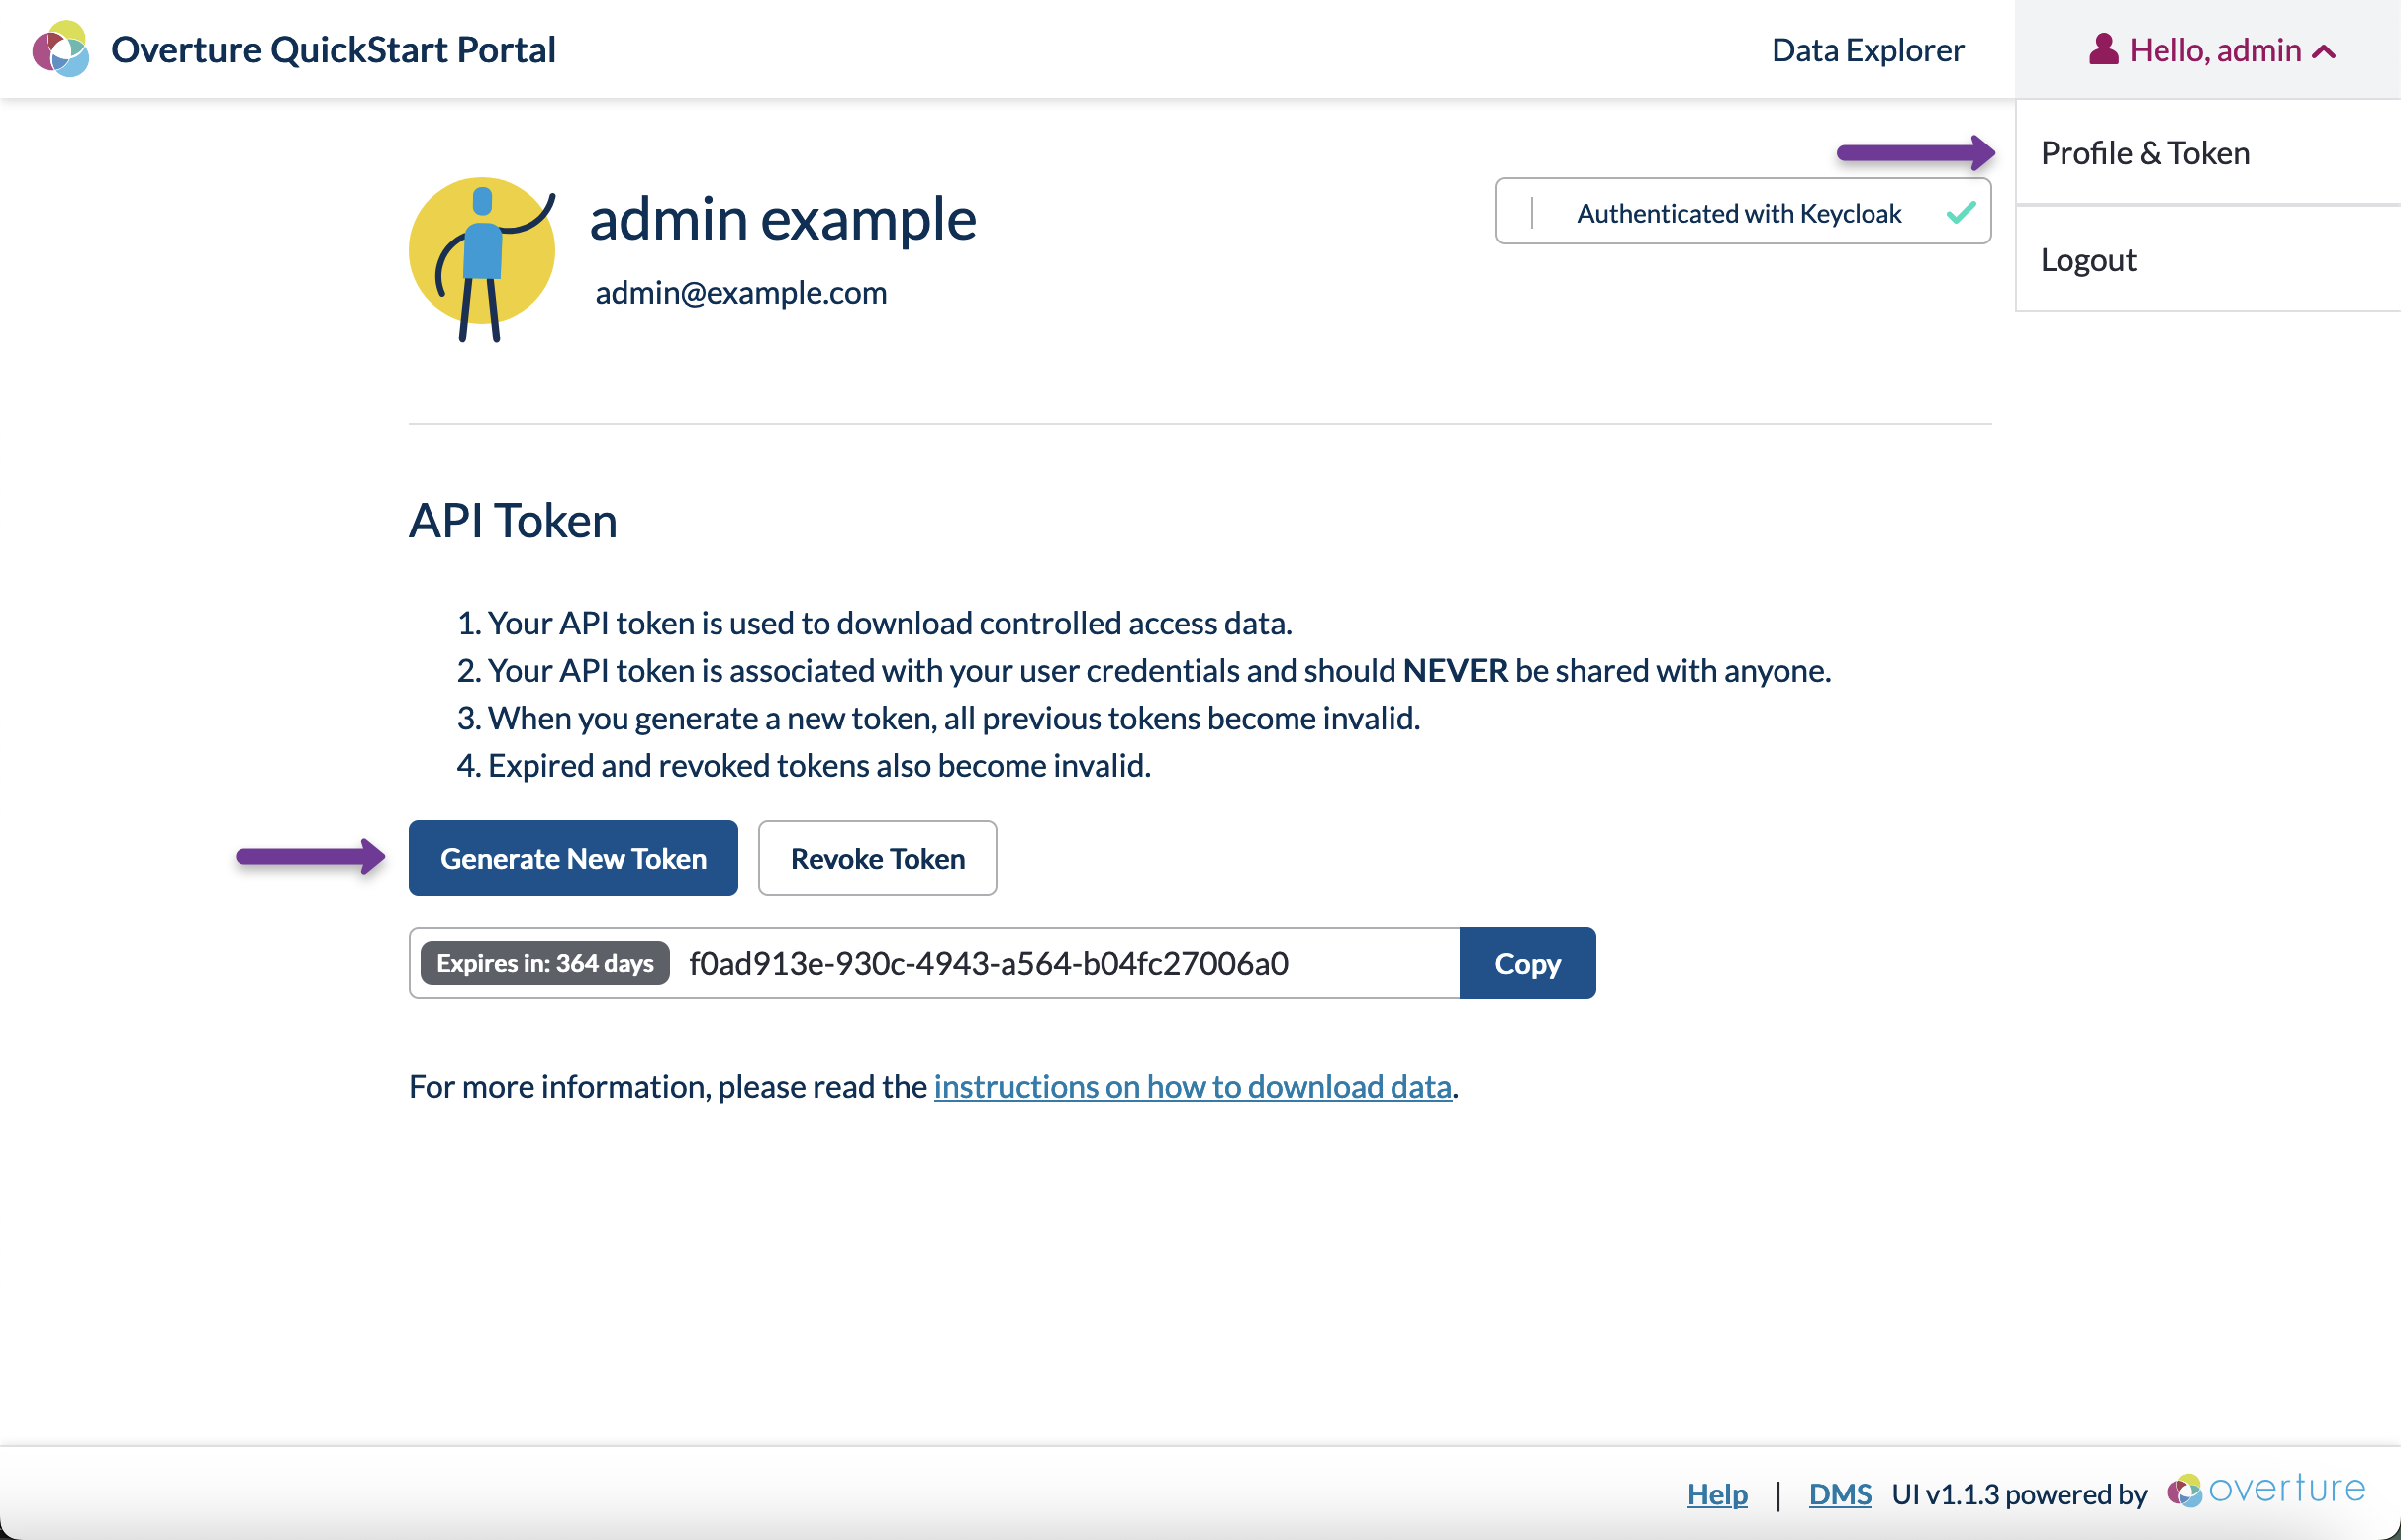 Overture QuickStart Portal
Data Explorer
Hello, admin
Profile & Token
Logout
admin example
admin@example.com
Authenticated with Keycloak
API Token
1. Your API token is used to download controlled access data.
2. Your API token is associated with your user credentials and should NEVER be shared with anyone.
3. When you generate a new token, all previous tokens become invalid.
4. Expired and revoked tokens also become invalid.
Generate New Token
Revoke Token
Expires in: 364 days f0ad913e-930c-4943-a564-b04fc27006a0 Copy
For more information, please read the instructions on how to download data.
Help | DMS UI v1.1.3 powered by overture